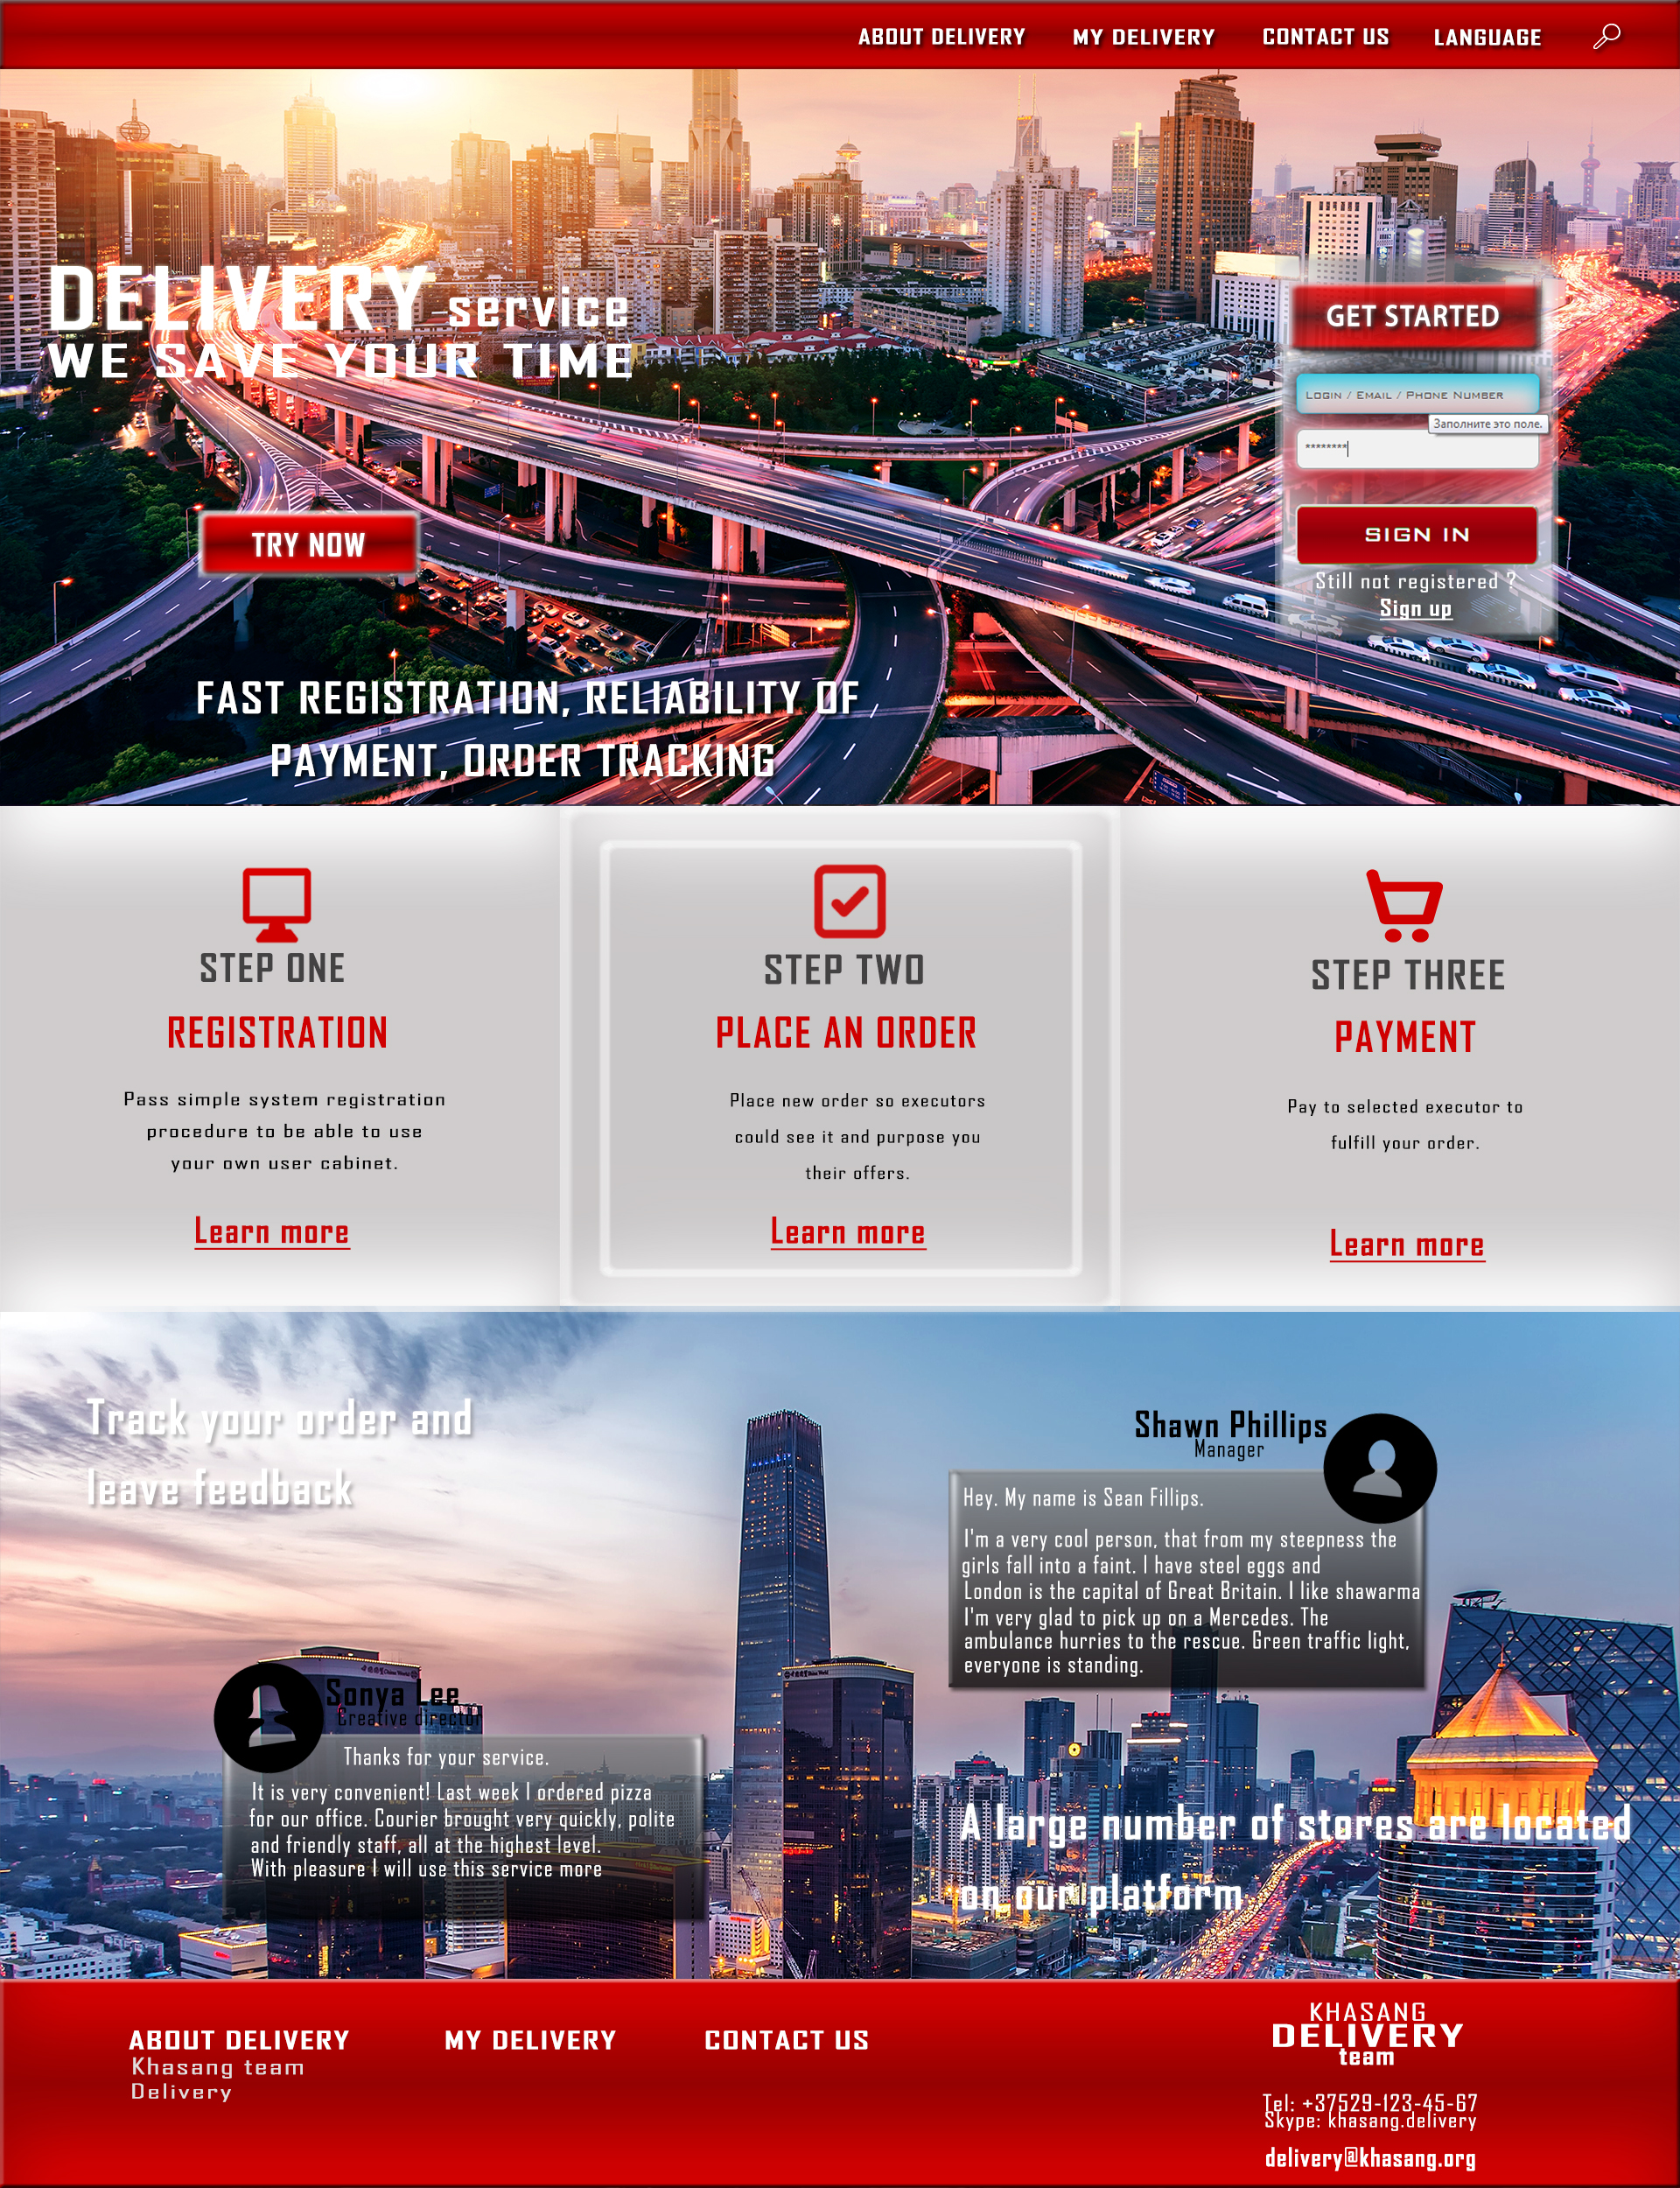 ABOUT DELIVERY MY DELIVERY CONTACT US LANGUAGE
DELIVERY service
WE SAVE YOUR TIME
TRY NOW
GET STARTED
LOGIN / EMAIL / PHONE NUMBER
Заполните это поле.
********
SIGN IN
Still not registered ?
Sign up
FAST REGISTRATION, RELIABILITY OF
PAYMENT, ORDER TRACKING
STEP ONE
REGISTRATION
Pass simple system registration
procedure to be able to use
your own user cabinet.
Learn more
STEP TWO
PLACE AN ORDER
Place new order so executors
could see it and purpose you
their offers.
Learn more
STEP THREE
PAYMENT
Pay to selected executor to
fulfill your order.
Learn more
Track your order and
leave feedback
Shawn Phillips
Manager
Hey. My name is Sean Fillips.
I'm a very cool person, that from my steepness the
girls fall into a faint. I have steel eggs and
London is the capital of Great Britain. I like shawarma
I'm very glad to pick up on a Mercedes. The
ambulance hurries to the rescue. Green traffic light,
everyone is standing.
Sonya Lee
Creative director
Thanks for your service.
It is very convenient! Last week I ordered pizza
for our office. Courier brought very quickly, polite
and friendly staff, all at the highest level.
With pleasure I will use this service more
A large number of stores are located
on our platform
ABOUT DELIVERY
Khasang team
Delivery
MY DELIVERY
CONTACT US
KHASANG
DELIVERY
team
Tel: +37529-123-45-67
Skype: khasang.delivery
delivery@khasang.org